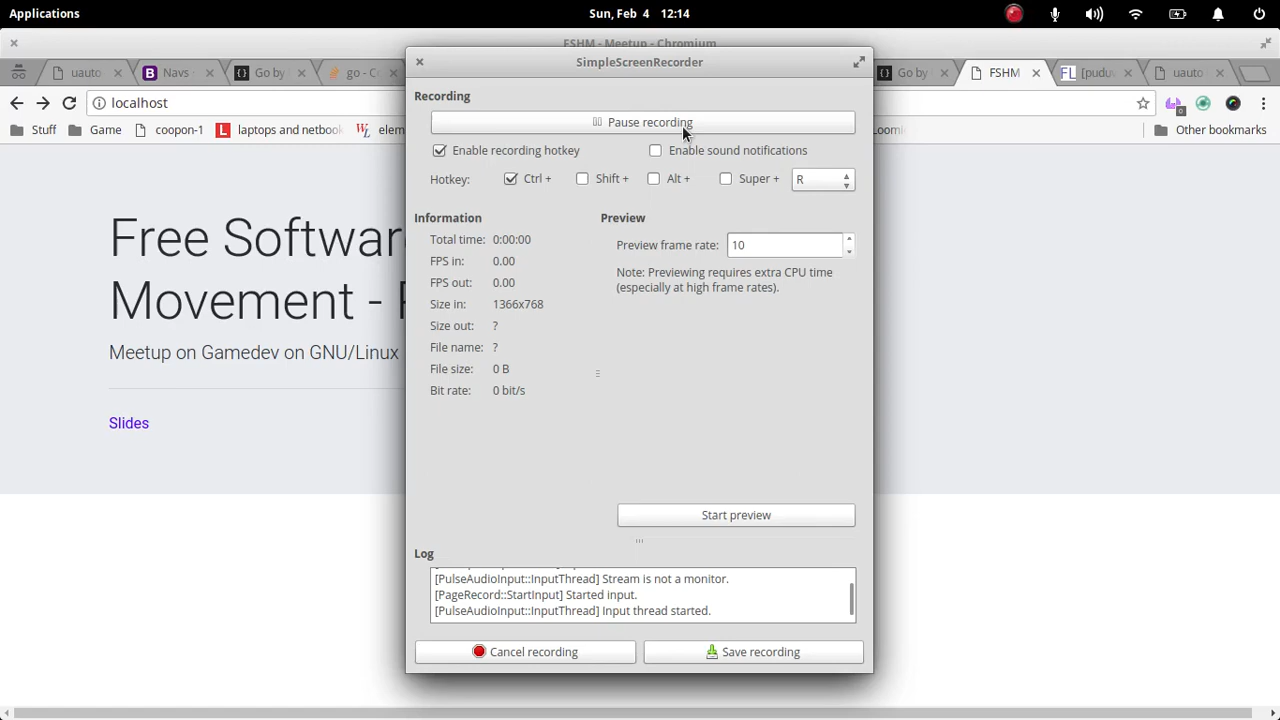 Applications
Sun, Feb 4 12:14
FSHM - Meetup - Chromium
uauto
Navs
Go by
go - C
Go by
FSHM
[puduv
uauto
localhost
Stuff
Game
coupon-1
laptops and netbook
elem
Loomi
Other bookmarks
Free Softwar
Movement -
Meetup on Gamedev on GNU/Linux
Slides
SimpleScreenRecorder
Recording
Pause recording
Enable recording hotkey
Enable sound notifications
Hotkey: Ctrl + Shift + Alt + Super + R
Information
Total time: 0:00:00
FPS in: 0.00
FPS out: 0.00
Size in: 1366x768
Size out: ?
File name: ?
File size: 0 B
Bit rate: 0 bit/s
Preview
Preview frame rate: 10
Note: Previewing requires extra CPU time
(especially at high frame rates).
Start preview
Log
[PulseAudioInput::InputThread] Stream is not a monitor.
[PageRecord::StartInput] Started input.
[PulseAudioInput::InputThread] Input thread started.
Cancel recording
Save recording